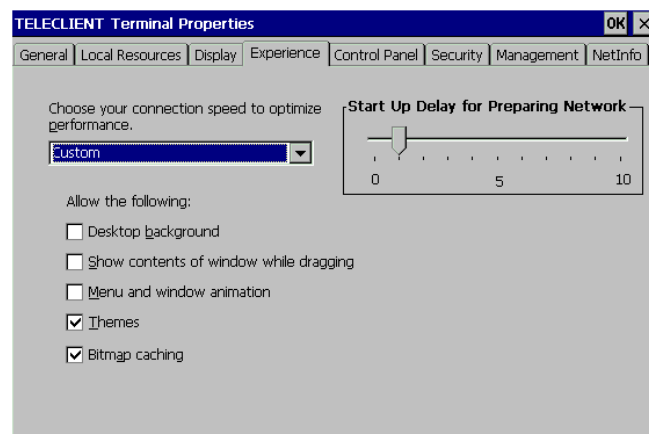 TELECLIENT Terminal Properties OK ×
General Local Resources Display Experience Control Panel Security Management NetInfo
Choose your connection speed to optimize
performance.
Custom
Start Up Delay for Preparing Network
0 5 10
Allow the following:
Desktop background
Show contents of window while dragging
Menu and window animation
Themes
Bitmap caching